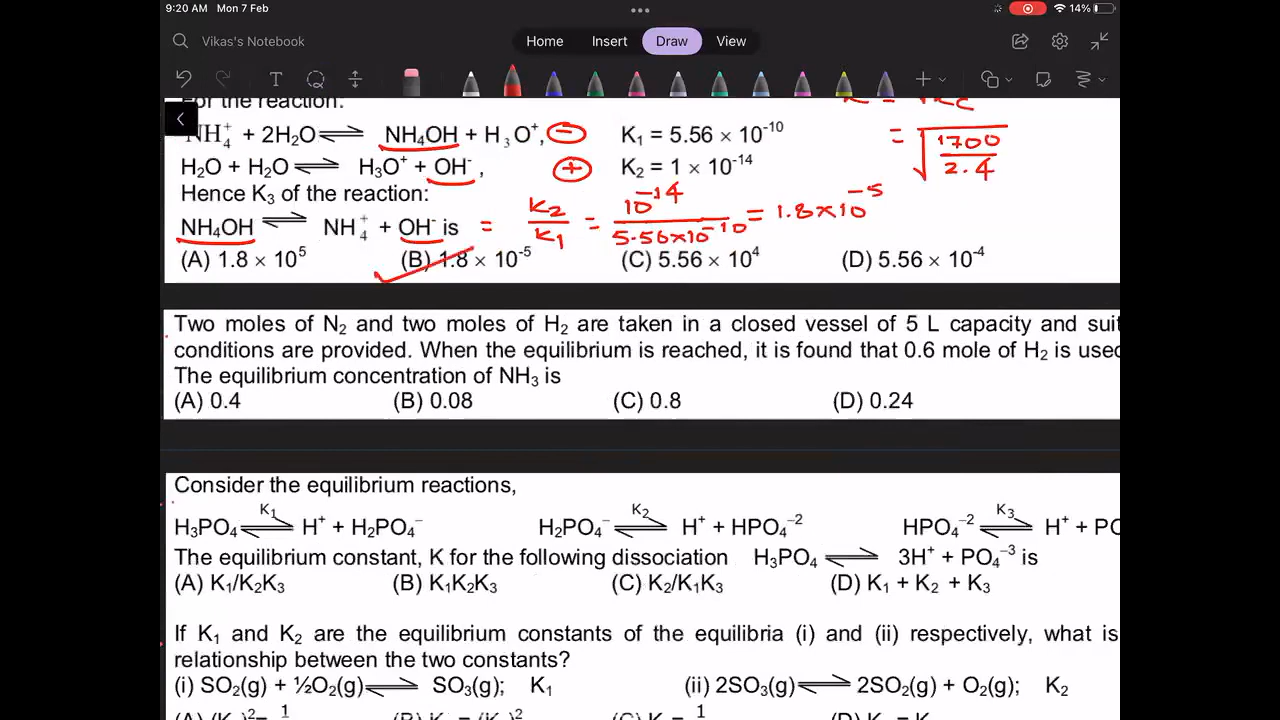 9:20 AM Mon 7 Feb
14%
Vikas's Notebook
Home Insert Draw View
For the reaction:
NH₄⁺ + 2H₂O ⇌ NH₄OH + H₃O⁺, ⊖ K₁ = 5.56 × 10⁻¹⁰
= √(1700/2.4)
H₂O + H₂O ⇌ H₃O⁺ + OH⁻, ⊕ K₂ = 1 × 10⁻¹⁴
Hence K₃ of the reaction:
NH₄OH ⇌ NH₄⁺ + OH⁻ is = K₂/K₁ = 10⁻¹⁴/5.56×10⁻¹⁰ = 1.8×10⁻⁵
(A) 1.8 × 10⁵ (B) 1.8 × 10⁻⁵ (C) 5.56 × 10⁴ (D) 5.56 × 10⁻⁴
Two moles of N₂ and two moles of H₂ are taken in a closed vessel of 5 L capacity and suit
conditions are provided. When the equilibrium is reached, it is found that 0.6 mole of H₂ is used
The equilibrium concentration of NH₃ is
(A) 0.4 (B) 0.08 (C) 0.8 (D) 0.24
Consider the equilibrium reactions,
H₃PO₄ ⇌ K₁ H⁺ + H₂PO₄⁻ H₂PO₄⁻ ⇌ K₂ H⁺ + HPO₄⁻² HPO₄⁻² ⇌ K₃ H⁺ + PO
The equilibrium constant, K for the following dissociation H₃PO₄ ⇌ 3H⁺ + PO₄⁻³ is
(A) K₁/K₂K₃ (B) K₁K₂K₃ (C) K₂/K₁K₃ (D) K₁ + K₂ + K₃
If K₁ and K₂ are the equilibrium constants of the equilibria (i) and (ii) respectively, what is
relationship between the two constants?
(i) SO₂(g) + ½O₂(g) ⇌ SO₃(g); K₁ (ii) 2SO₃(g) ⇌ 2SO₂(g) + O₂(g); K₂